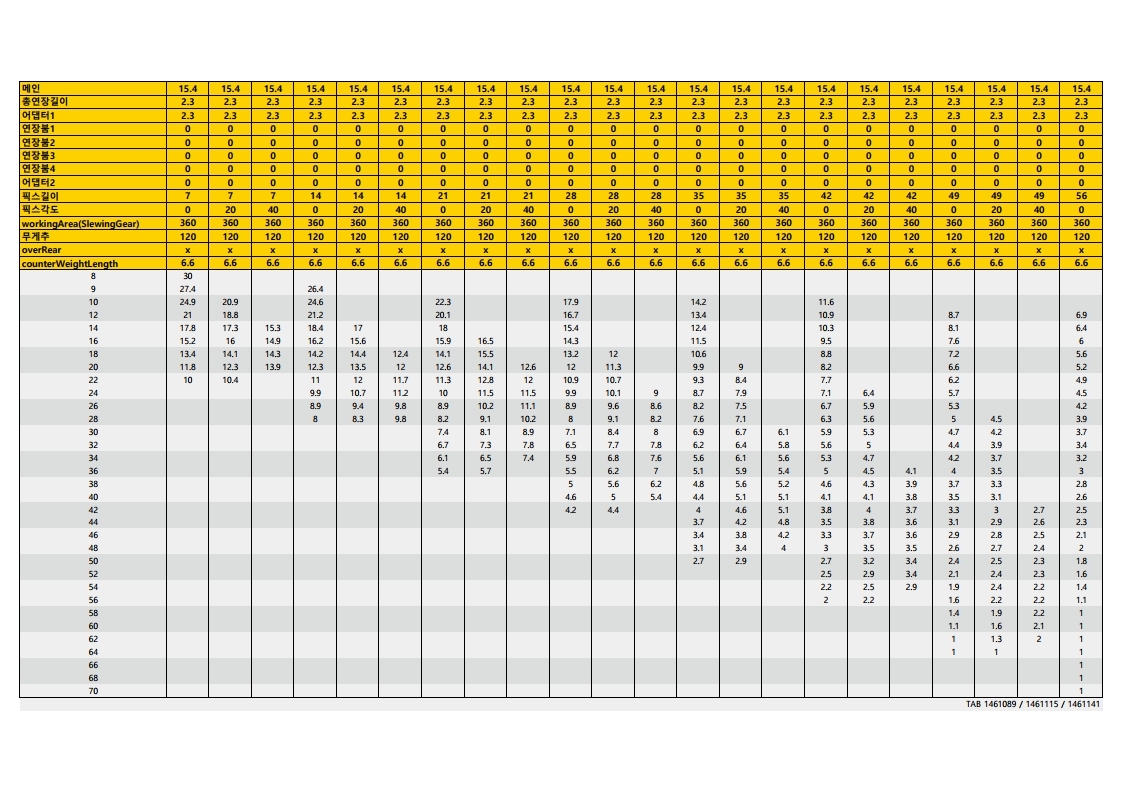 메인 15.4 15.4 15.4 15.4 15.4 15.4 15.4 15.4 15.4 15.4 15.4 15.4 15.4 15.4 15.4 15.4 15.4 15.4 15.4 15.4 15.4 15.4
총연장길이 2.3 2.3 2.3 2.3 2.3 2.3 2.3 2.3 2.3 2.3 2.3 2.3 2.3 2.3 2.3 2.3 2.3 2.3 2.3 2.3 2.3 2.3
어댑터1 2.3 2.3 2.3 2.3 2.3 2.3 2.3 2.3 2.3 2.3 2.3 2.3 2.3 2.3 2.3 2.3 2.3 2.3 2.3 2.3 2.3 2.3
연장붐1 0 0 0 0 0 0 0 0 0 0 0 0 0 0 0 0 0 0 0 0 0 0
연장붐2 0 0 0 0 0 0 0 0 0 0 0 0 0 0 0 0 0 0 0 0 0 0
연장붐3 0 0 0 0 0 0 0 0 0 0 0 0 0 0 0 0 0 0 0 0 0 0
연장붐4 0 0 0 0 0 0 0 0 0 0 0 0 0 0 0 0 0 0 0 0 0 0
어댑터2 0 0 0 0 0 0 0 0 0 0 0 0 0 0 0 0 0 0 0 0 0 0
픽스길이 7 7 7 14 14 14 21 21 21 28 28 28 35 35 35 42 42 42 49 49 49 56
픽스각도 0 20 40 0 20 40 0 20 40 0 20 40 0 20 40 0 20 40 0 20 40 0
workingArea(SlewingGear) 360 360 360 360 360 360 360 360 360 360 360 360 360 360 360 360 360 360 360 360 360 360
무게추 120 120 120 120 120 120 120 120 120 120 120 120 120 120 120 120 120 120 120 120 120 120
overRear x x x x x x x x x x x x x x x x x x x x x x
counterWeightLength 6.6 6.6 6.6 6.6 6.6 6.6 6.6 6.6 6.6 6.6 6.6 6.6 6.6 6.6 6.6 6.6 6.6 6.6 6.6 6.6 6.6 6.6
8 30
9 27.4 26.4
10 24.9 20.9 24.6 22.3 17.9 14.2 11.6
12 21 18.8 21.2 20.1 16.7 13.4 10.9 8.7 6.9
14 17.8 17.3 15.3 18.4 17 18 15.4 12.4 10.3 8.1 6.4
16 15.2 16 14.9 16.2 15.6 15.9 16.5 14.3 11.5 9.5 7.6 6
18 13.4 14.1 14.3 14.2 14.4 12.4 14.1 15.5 13.2 12 10.6 8.8 7.2 5.6
20 11.8 12.3 13.9 12.3 13.5 12 12.6 14.1 12.6 12 11.3 9.9 9 8.2 6.6 5.2
22 10 10.4 11 12 11.7 11.3 12.8 12 10.9 10.7 9.3 8.4 7.7 6.2 4.9
24 9.9 10.7 11.2 10 11.5 11.5 9.9 10.1 9 8.7 7.9 7.1 6.4 5.7 4.5
26 8.9 9.4 9.8 8.9 10.2 11.1 8.9 9.6 8.6 8.2 7.5 6.7 5.9 5.3 4.2
28 8 8.3 9.8 8.2 9.1 10.2 8 9.1 8.2 7.6 7.1 6.3 5.6 5 4.5 3.9
30 7.4 8.1 8.9 7.1 8.4 8 6.9 6.7 6.1 5.9 5.3 4.7 4.2 3.7
32 6.7 7.3 7.8 6.5 7.7 7.8 6.2 6.4 5.8 5.6 5 4.4 3.9 3.4
34 6.1 6.5 7.4 5.9 6.8 7.6 5.6 6.1 5.6 5.3 4.7 4.2 3.7 3.2
36 5.4 5.7 5.5 6.2 7 5.1 5.9 5.4 5 4.5 4.1 4 3.5 3
38 5 5.6 6.2 4.8 5.6 5.2 4.6 4.3 3.9 3.7 3.3 2.8
40 4.6 5 5.4 4.4 5.1 5.1 4.1 4.1 3.8 3.5 3.1 2.6
42 4.2 4.4 4 4.6 5.1 3.8 4 3.7 3.3 3 2.7 2.5
44 3.7 4.2 4.8 3.5 3.8 3.6 3.1 2.9 2.6 2.3
46 3.4 3.8 4.2 3.3 3.7 3.6 2.9 2.8 2.5 2.1
48 3.1 3.4 4 3 3.5 3.5 2.6 2.7 2.4 2
50 2.7 2.9 2.7 3.2 3.4 2.4 2.5 2.3 1.8
52 2.5 2.9 3.4 2.1 2.4 2.3 1.6
54 2.2 2.5 2.9 1.9 2.4 2.2 1.4
56 2 2.2 1.6 2.2 2.2 1.1
58 1.4 1.9 2.2 1
60 1.1 1.6 2.1 1
62 1 1.3 2 1
64 1 1 1
66 1
68 1
70 1
TAB 1461089 / 1461115 / 1461141